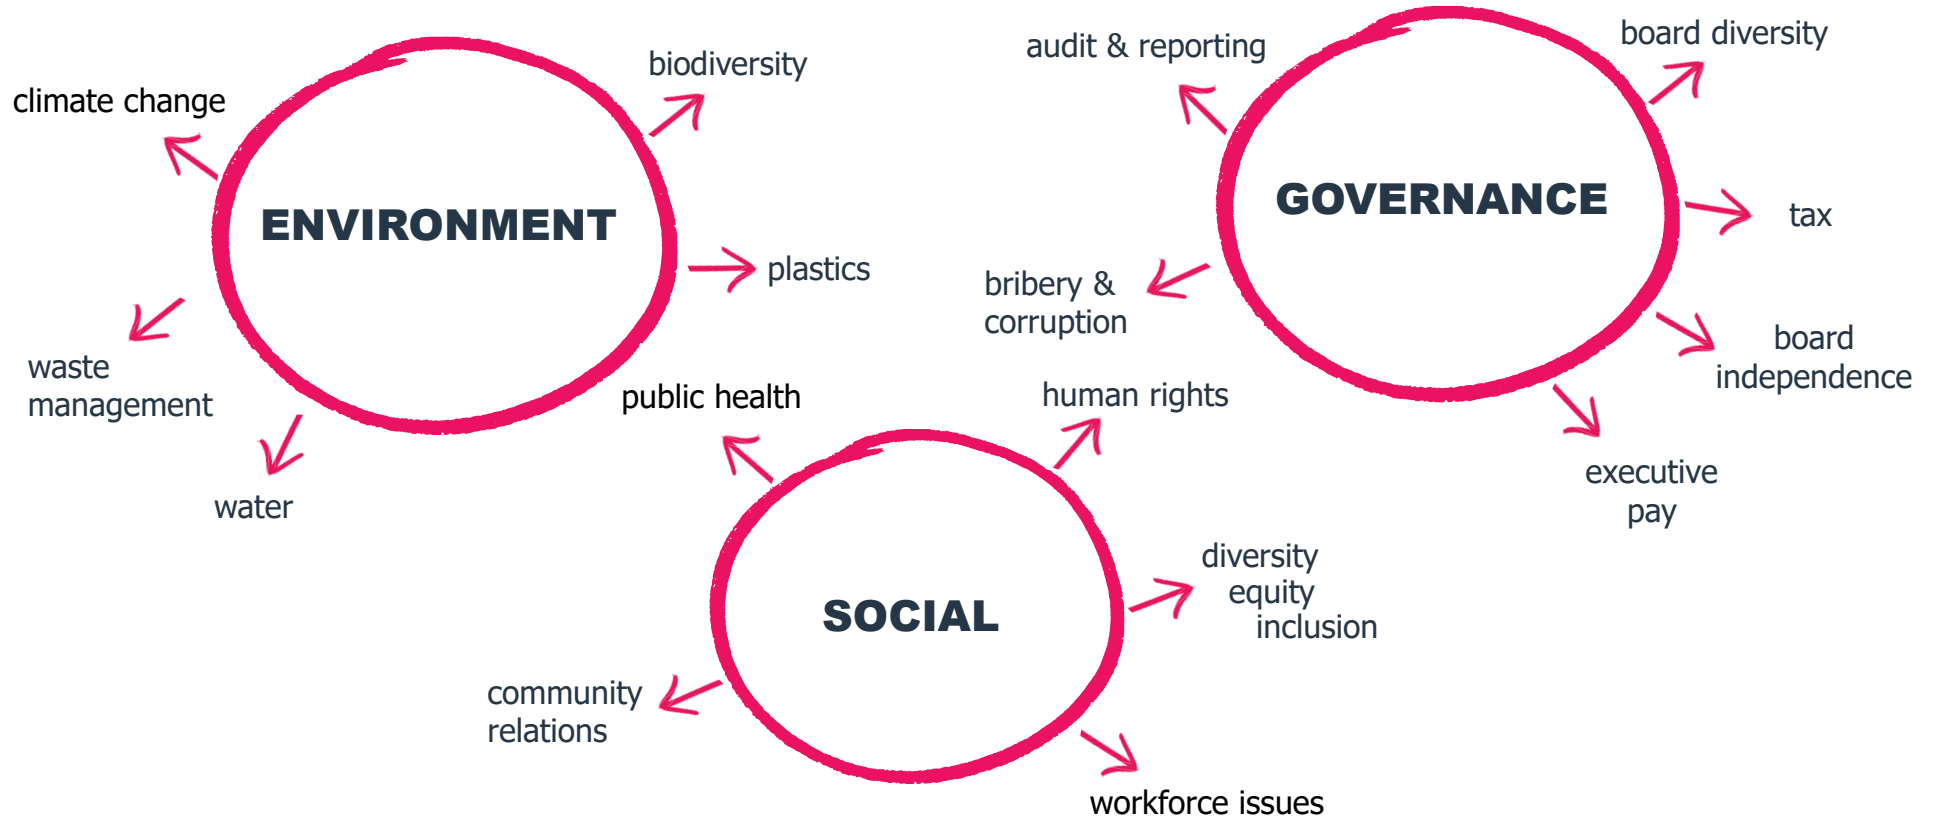 climate change
biodiversity
ENVIRONMENT
plastics
waste
management
water
audit & reporting
board diversity
GOVERNANCE
tax
bribery &
corruption
board
independence
executive
pay
public health
human rights
SOCIAL
diversity
equity
inclusion
community
relations
workforce issues